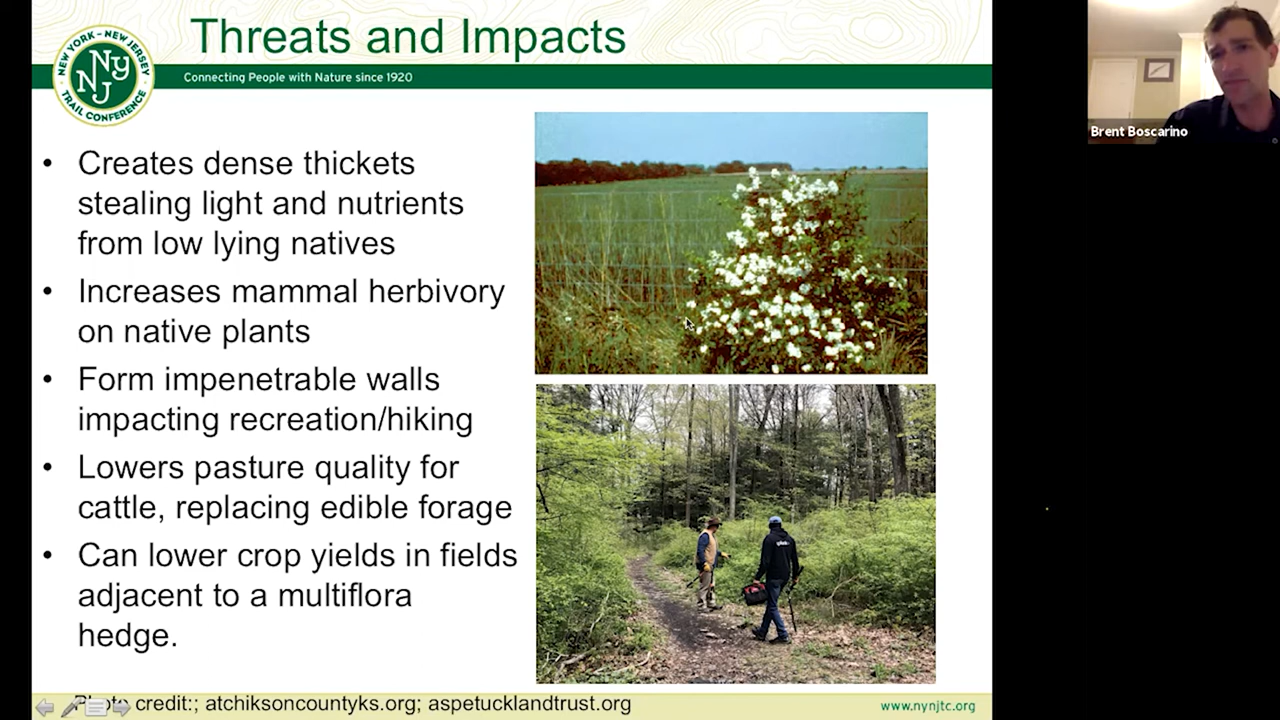 Threats and Impacts
NEW YORK – NEW JERSEY
NY
NJ
TRAIL CONFERENCE
Connecting People with Nature since 1920
Brent Boscarino
• Creates dense thickets
stealing light and nutrients
from low lying natives
• Increases mammal herbivory
on native plants
• Form impenetrable walls
impacting recreation/hiking
• Lowers pasture quality for
cattle, replacing edible forage
• Can lower crop yields in fields
adjacent to a multiflora
hedge.
Photo credit:; atchiksoncountyks.org; aspetucklandtrust.org
www.nynjtc.org